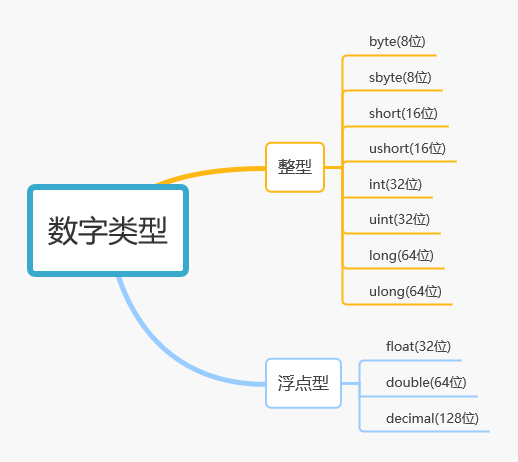 数字类型
整型
byte(8位)
sbyte(8位)
short(16位)
ushort(16位)
int(32位)
uint(32位)
long(64位)
ulong(64位)
浮点型
float(32位)
double(64位)
decimal(128位)